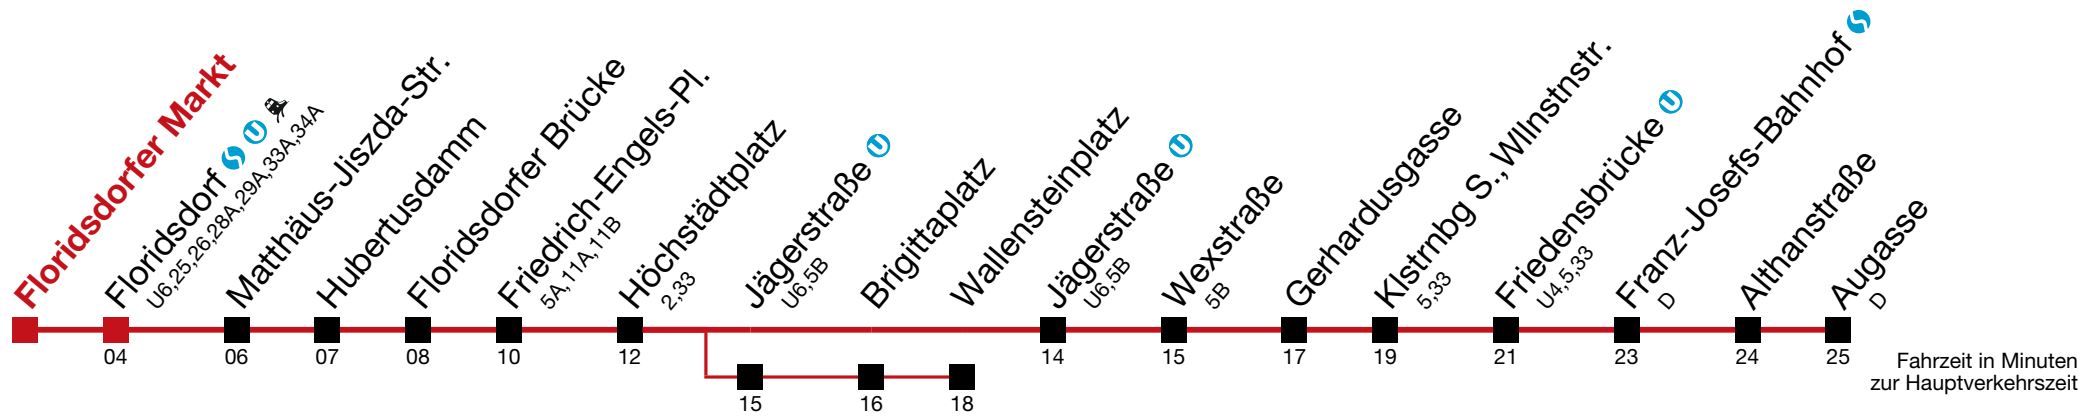 Floridsdorfer Markt
Floridsdorf
U6,25,26,28A,29A,33A,34A
Matthäus-Jiszda-Str.
Hubertusdamm
Floridsdorfer Brücke
Friedrich-Engels-Pl.
5A,11A,11B
Höchstädtplatz
2,33
Jägerstraße U
U6,5B
Brigittaplatz
Wallensteinplatz
Jägerstraße U
U6,5B
Wexstraße
5B
Gerhardusgasse
Klstrnbg S.,Wllnstnstr.
5,33
Friedensbrücke U
U4,5,33
Franz-Josefs-Bahnhof
D
Althanstraße
Augasse
D
04
06
07
08
10
12
14
15
17
19
21
23
24
25
15
16
18
Fahrzeit in Minuten
zur Hauptverkehrszeit